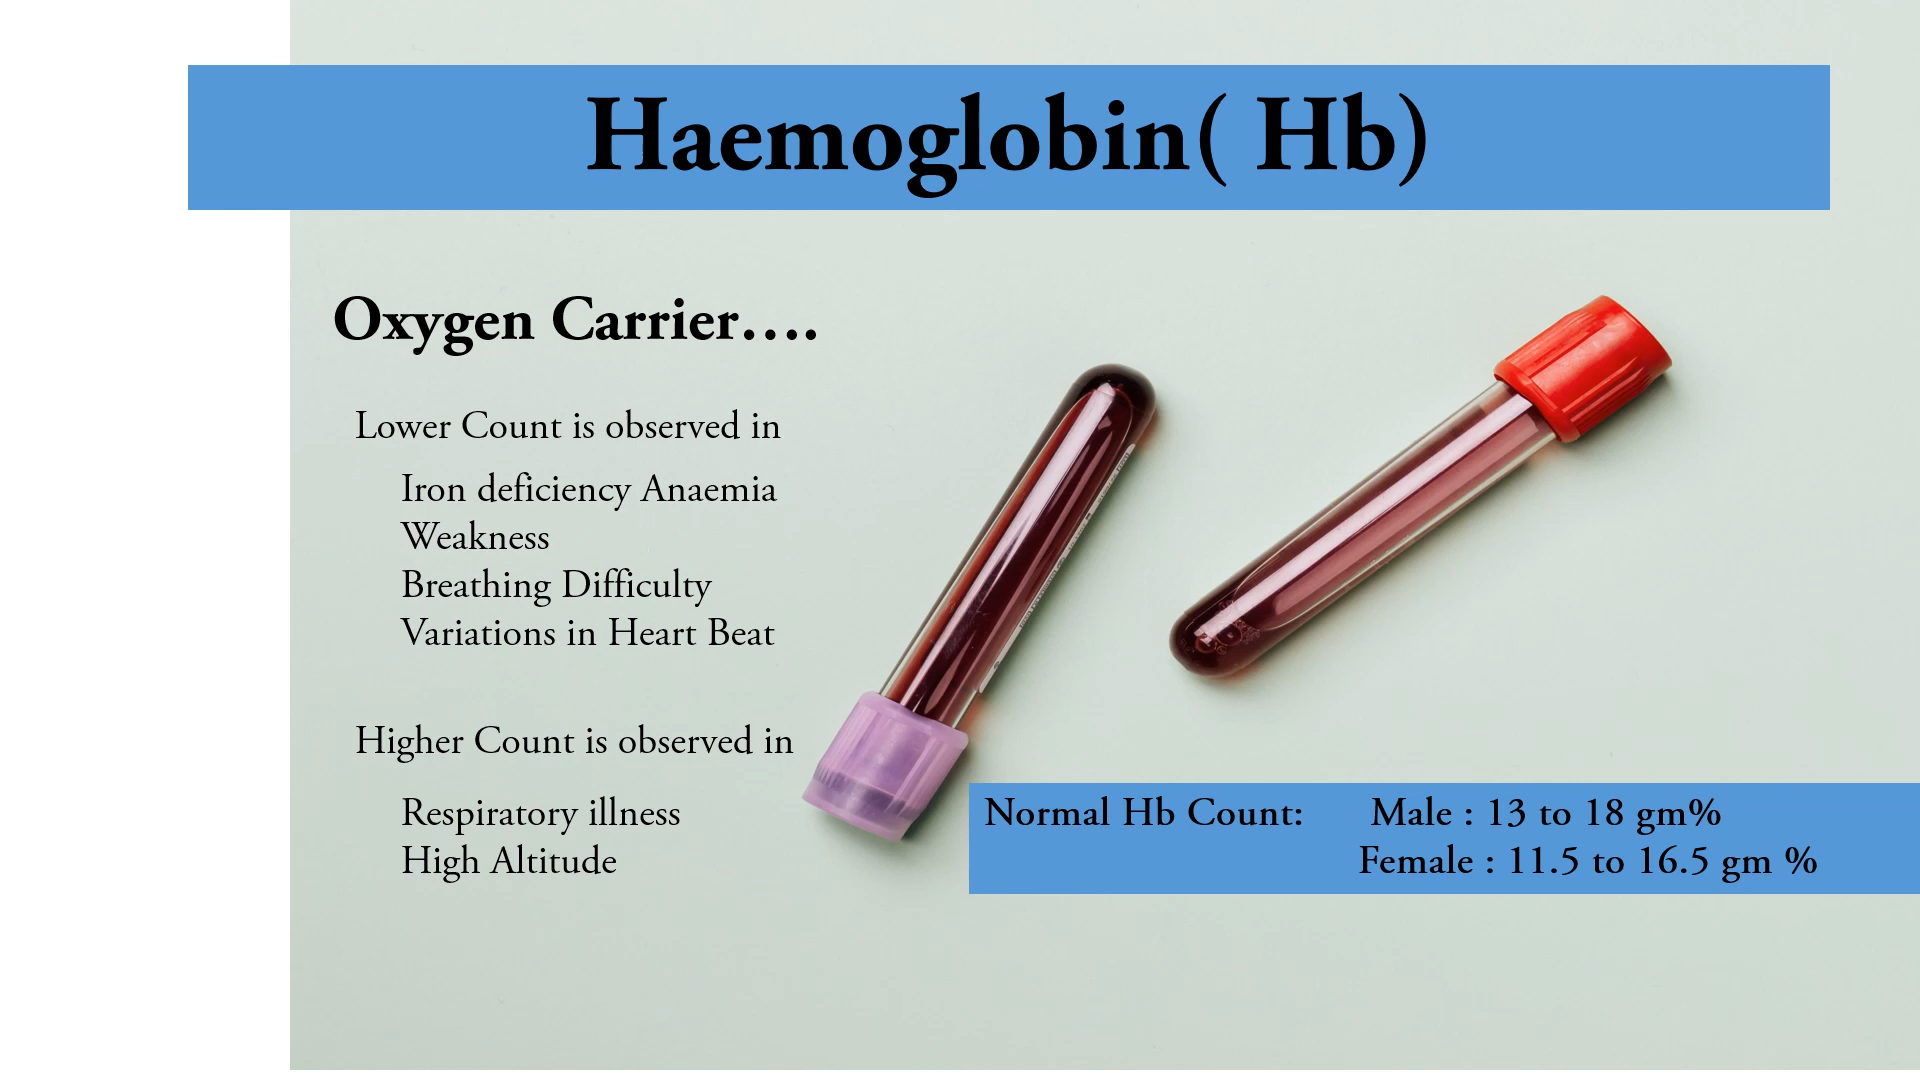 Haemoglobin( Hb)
Oxygen Carrier....
Lower Count is observed in
Iron deficiency Anaemia
Weakness
Breathing Difficulty
Variations in Heart Beat
Higher Count is observed in
Respiratory illness
High Altitude
Normal Hb Count: Male : 13 to 18 gm%
Female : 11.5 to 16.5 gm %